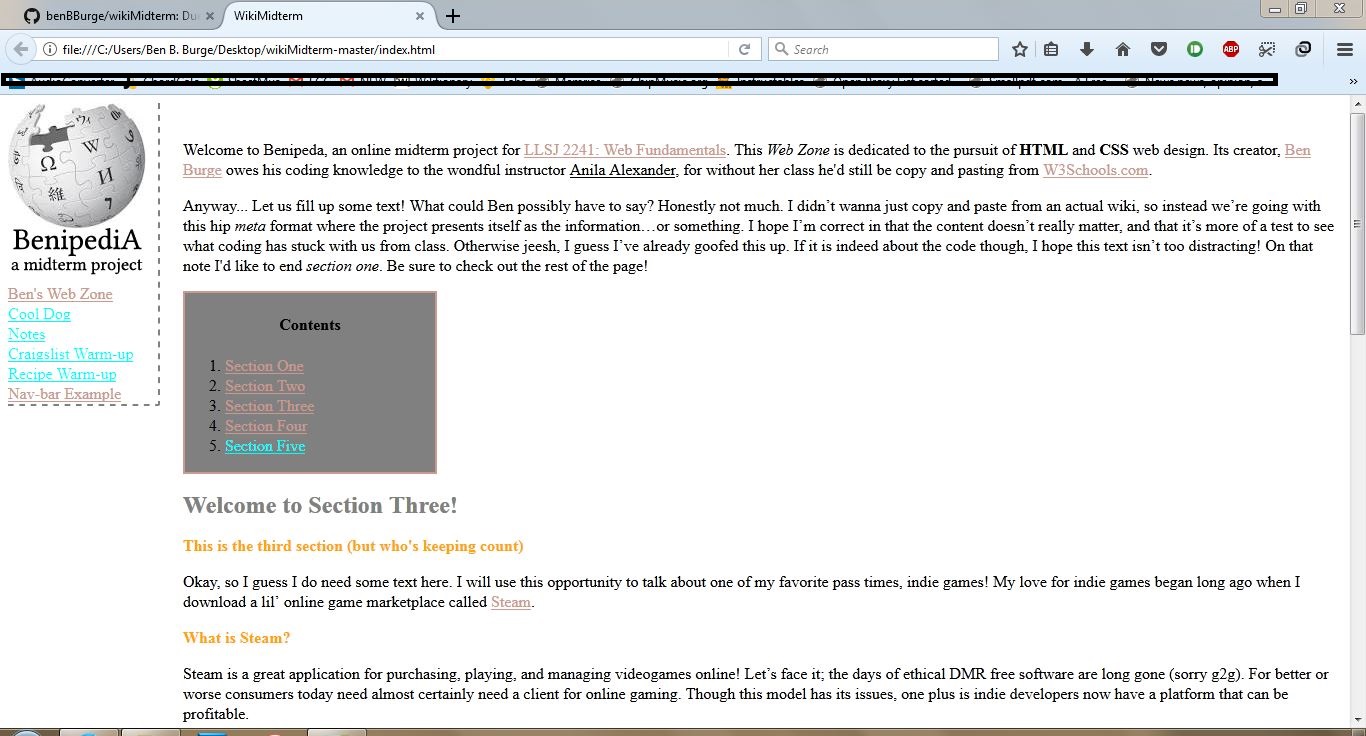 benBBurge/wikiMidterm: Du
WikiMidterm
file:///C:/Users/Ben B. Burge/Desktop/wikiMidterm-master/index.html
Search
ABP
Ω
W
И
維
7
BenipediA
a midterm project
Ben's Web Zone
Cool Dog
Notes
Craigslist Warm-up
Recipe Warm-up
Nav-bar Example
Welcome to Benipeda, an online midterm project for LLSJ 2241: Web Fundamentals. This Web Zone is dedicated to the pursuit of HTML and CSS web design. Its creator, Ben
Burge owes his coding knowledge to the wondful instructor Anila Alexander, for without her class he'd still be copy and pasting from W3Schools.com.
Anyway... Let us fill up some text! What could Ben possibly have to say? Honestly not much. I didn’t wanna just copy and paste from an actual wiki, so instead we’re going with
this hip meta format where the project presents itself as the information…or something. I hope I’m correct in that the content doesn’t really matter, and that it’s more of a test to see
what coding has stuck with us from class. Otherwise jeesh, I guess I’ve already goofed this up. If it is indeed about the code though, I hope this text isn’t too distracting! On that
note I'd like to end section one. Be sure to check out the rest of the page!
Contents
1. Section One
2. Section Two
3. Section Three
4. Section Four
5. Section Five
Welcome to Section Three!
This is the third section (but who's keeping count)
Okay, so I guess I do need some text here. I will use this opportunity to talk about one of my favorite pass times, indie games! My love for indie games began long ago when I
download a lil’ online game marketplace called Steam.
What is Steam?
Steam is a great application for purchasing, playing, and managing videogames online! Let’s face it; the days of ethical DMR free software are long gone (sorry g2g). For better or
worse consumers today need almost certainly need a client for online gaming. Though this model has its issues, one plus is indie developers now have a platform that can be
profitable.